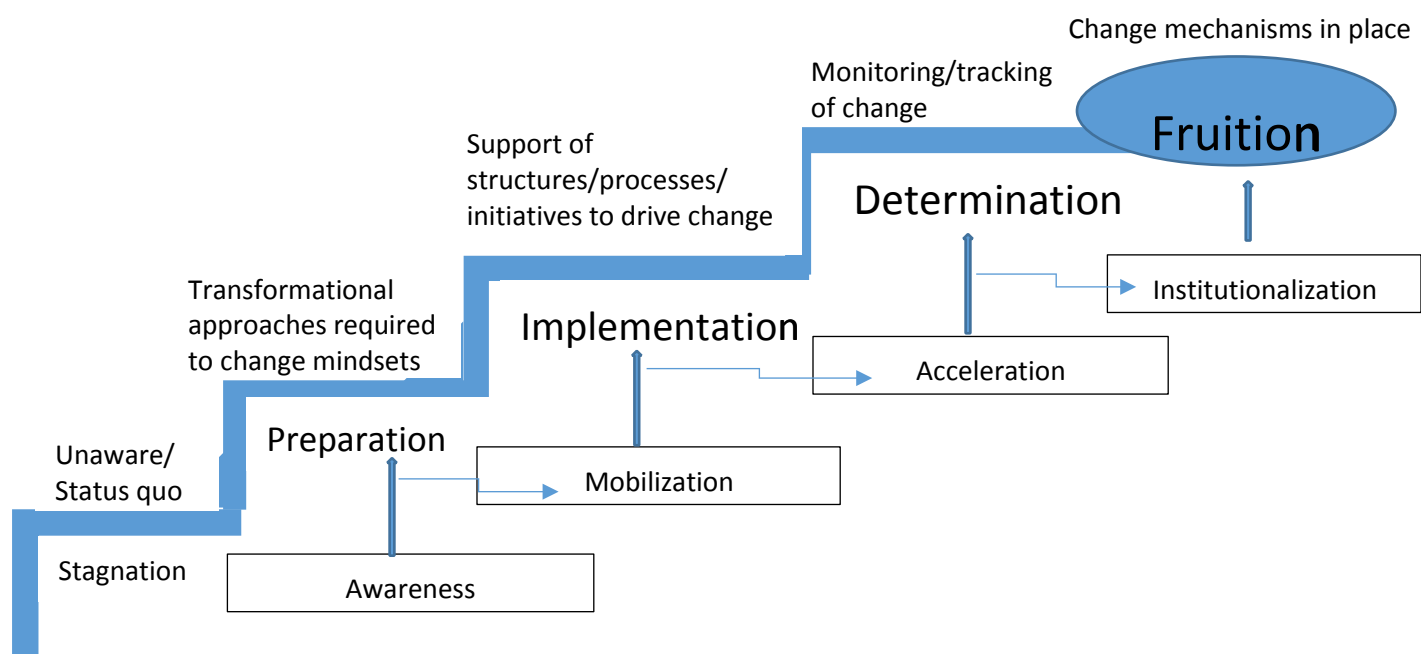 Change mechanisms in place
Fruition
Monitoring/tracking
of change
Determination
Institutionalization
Support of
structures/processes/
initiatives to drive change
Implementation
Acceleration
Transformational
approaches required
to change mindsets
Preparation
Mobilization
Unaware/
Status quo
Stagnation
Awareness